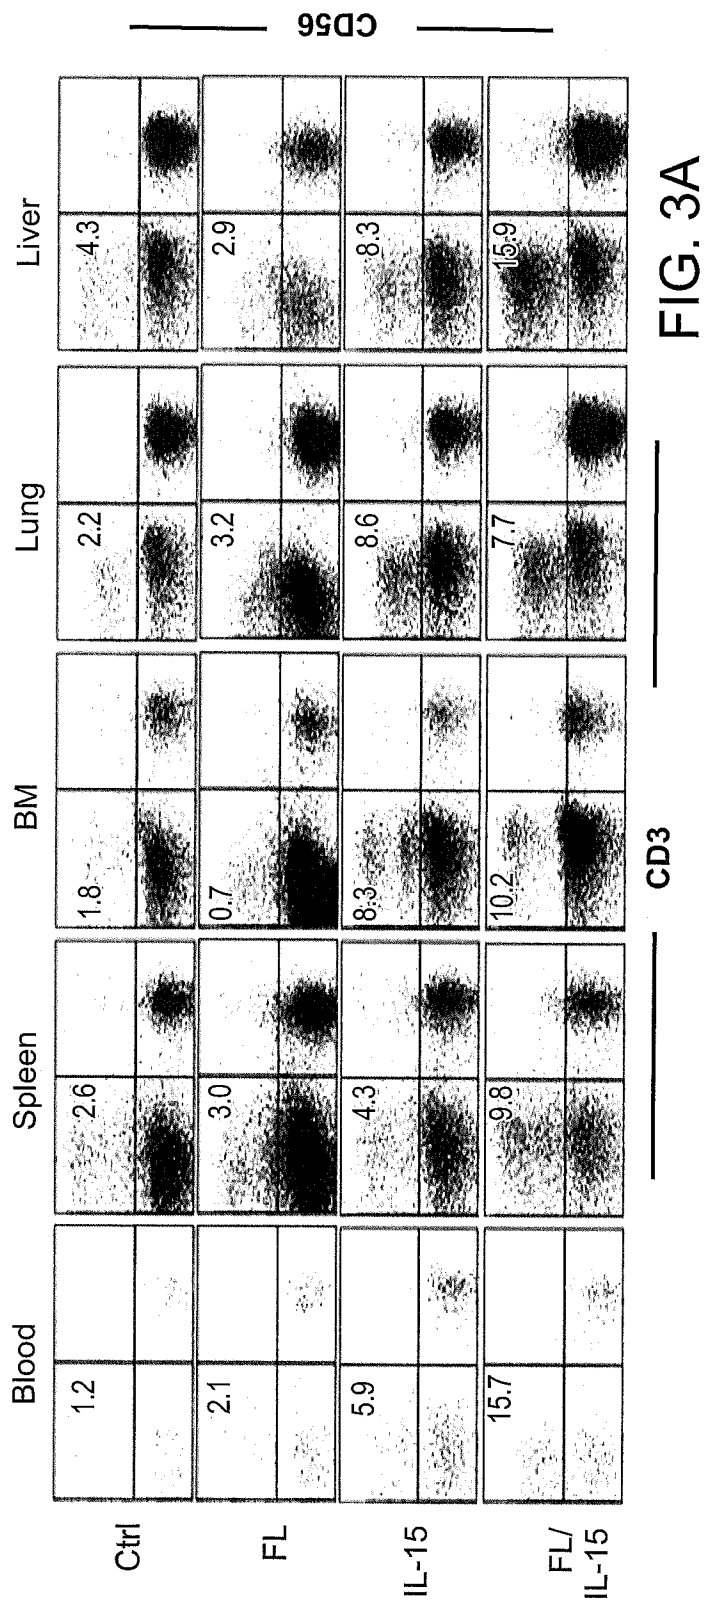 Blood Spleen BM Lung Liver
Ctrl 1.2 2.6 1.8 2.2 4.3
FL 2.1 3.0 0.7 3.2 2.9
IL-15 5.9 4.3 8.3 8.6 8.3
FL/
IL-15 15.7 9.8 10.2 7.7 15.9
CD56
CD3
FIG. 3A